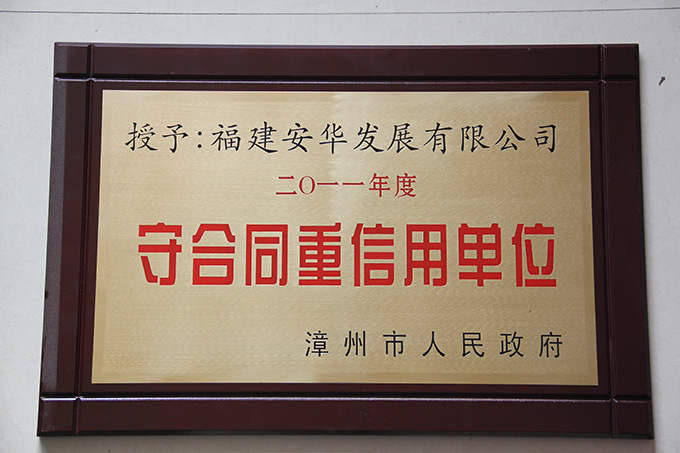 授予:福建安华发展有限公司
二〇一一年度
守合同重信用单位
漳州市人民政府